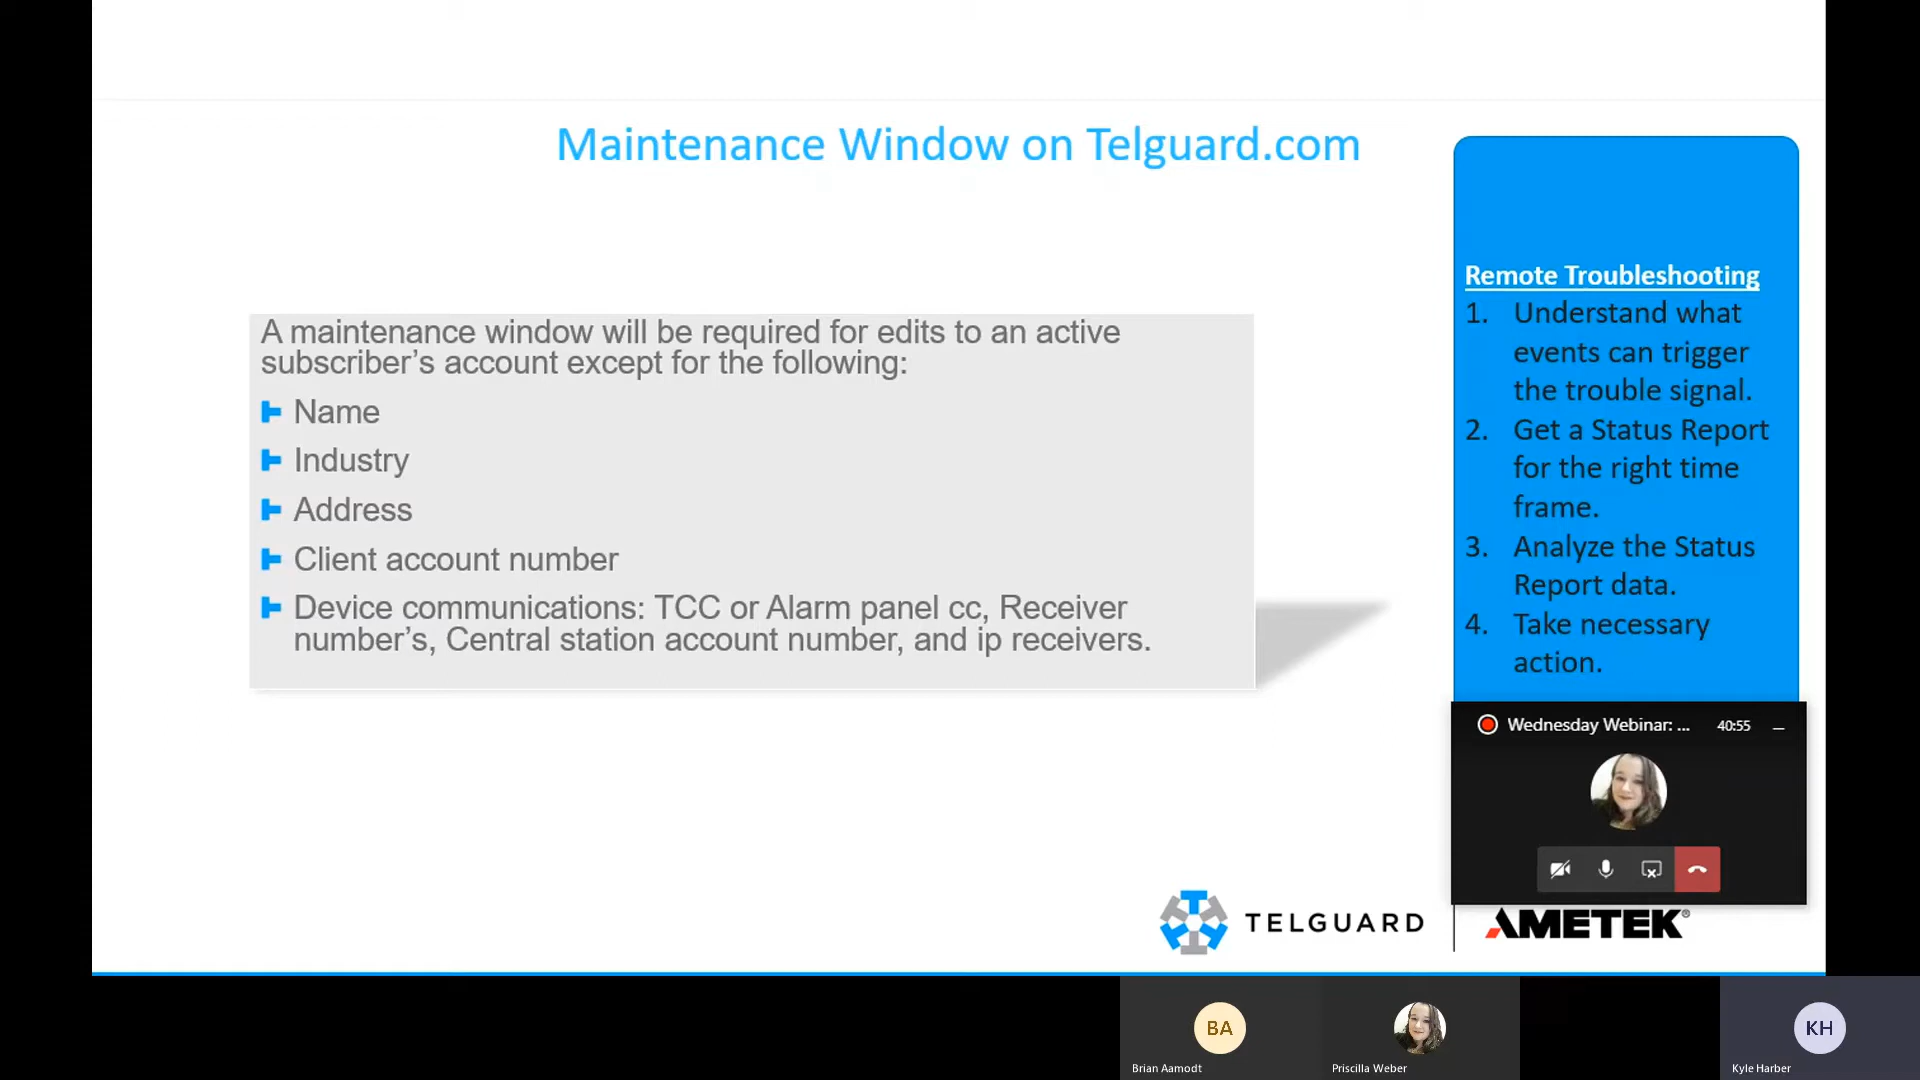 Maintenance Window on Telguard.com
A maintenance window will be required for edits to an active
subscriber’s account except for the following:
Name
Industry
Address
Client account number
Device communications: TCC or Alarm panel cc, Receiver
number’s, Central station account number, and ip receivers.
Remote Troubleshooting
1. Understand what
events can trigger
the trouble signal.
2. Get a Status Report
for the right time
frame.
3. Analyze the Status
Report data.
4. Take necessary
action.
Wednesday Webinar: ... 40:55
TELGUARD
AMETEK®
BA
KH
Brian Aamodt
Priscilla Weber
Kyle Harber